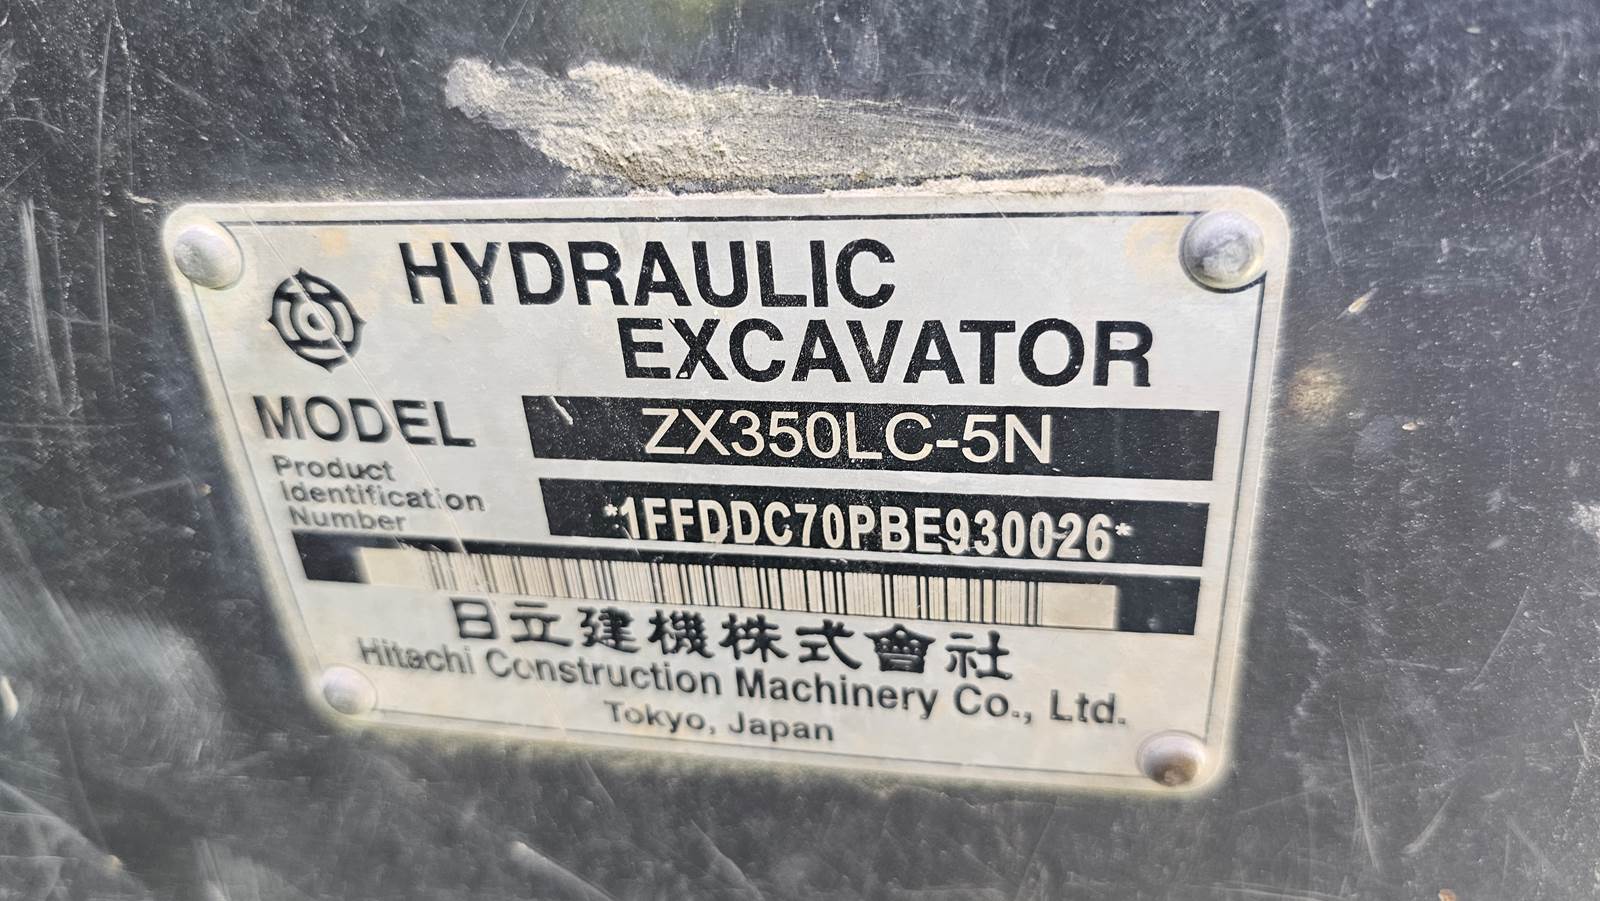 HYDRAULIC
EXCAVATOR
MODEL ZX350LC-5N
Product
Identification
Number *1FFDDC70PBE930026*
日立建機株式會社
Hitachi Construction Machinery Co., Ltd.
Tokyo, Japan